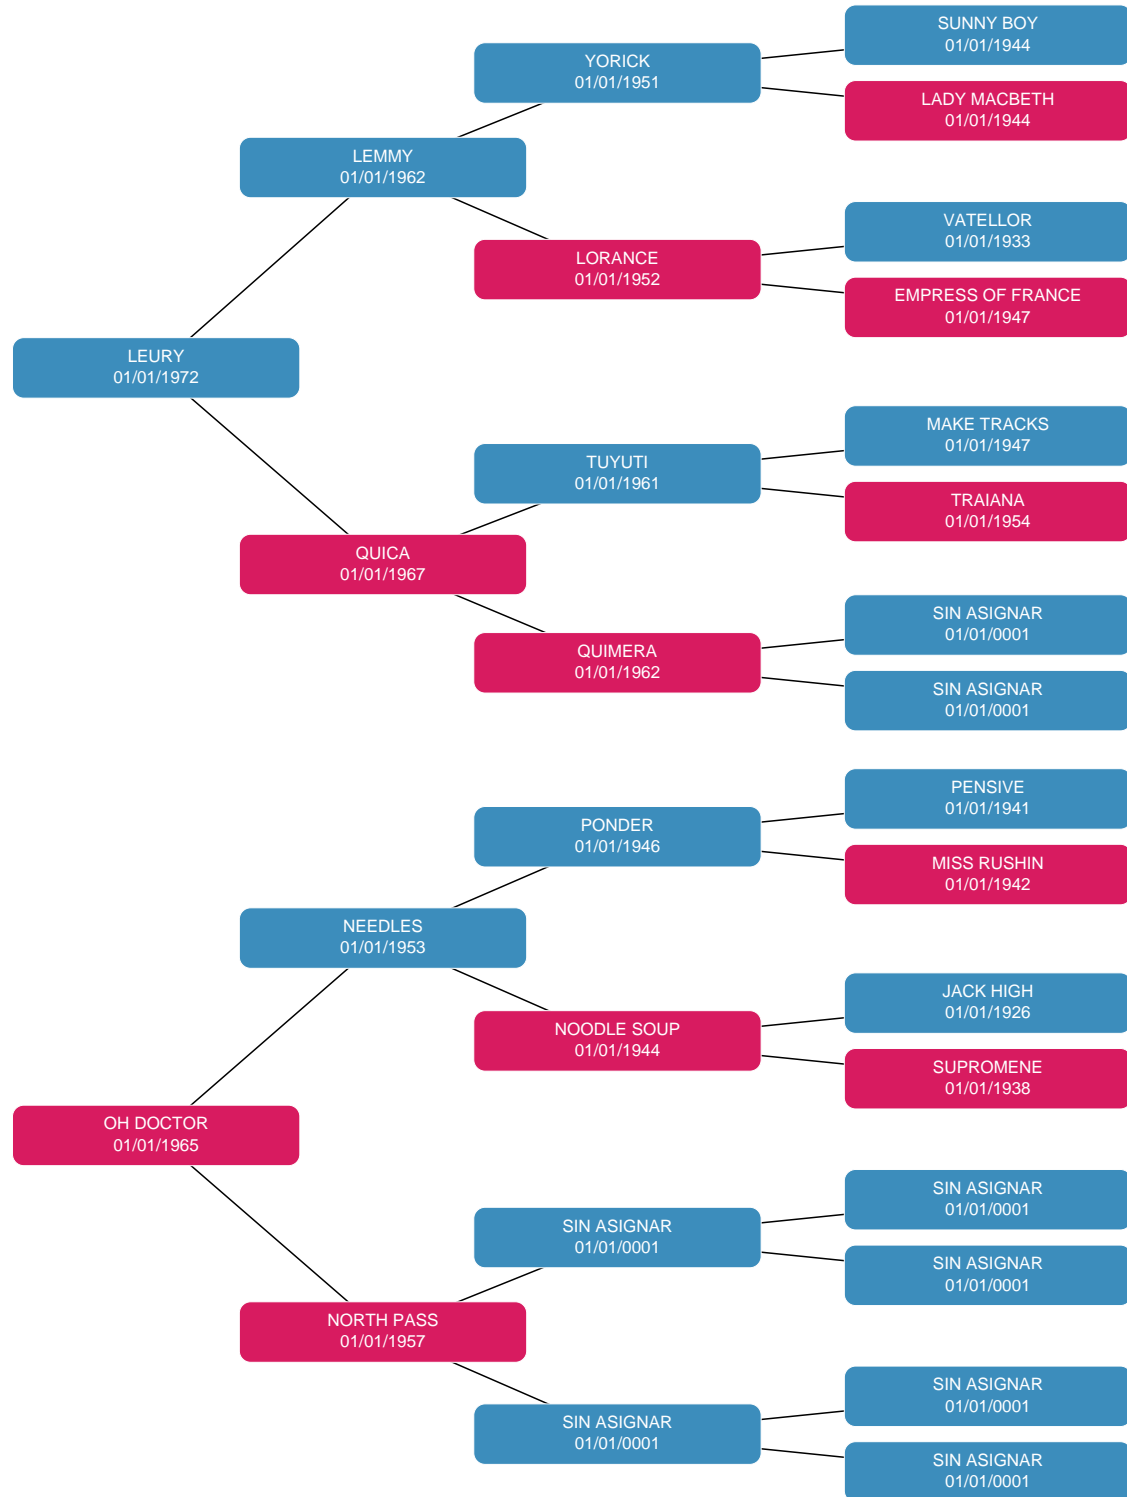 SUNNY BOY
01/01/1944
YORICK
01/01/1951
LADY MACBETH
01/01/1944
LEMMY
01/01/1962
VATELLOR
01/01/1933
LORANCE
01/01/1952
EMPRESS OF FRANCE
01/01/1947
LEURY
01/01/1972
MAKE TRACKS
01/01/1947
TUYUTI
01/01/1961
TRAIANA
01/01/1954
QUICA
01/01/1967
SIN ASIGNAR
01/01/0001
QUIMERA
01/01/1962
SIN ASIGNAR
01/01/0001
PENSIVE
01/01/1941
PONDER
01/01/1946
MISS RUSHIN
01/01/1942
NEEDLES
01/01/1953
JACK HIGH
01/01/1926
NOODLE SOUP
01/01/1944
SUPROMENE
01/01/1938
OH DOCTOR
01/01/1965
SIN ASIGNAR
01/01/0001
SIN ASIGNAR
01/01/0001
SIN ASIGNAR
01/01/0001
NORTH PASS
01/01/1957
SIN ASIGNAR
01/01/0001
SIN ASIGNAR
01/01/0001
SIN ASIGNAR
01/01/0001